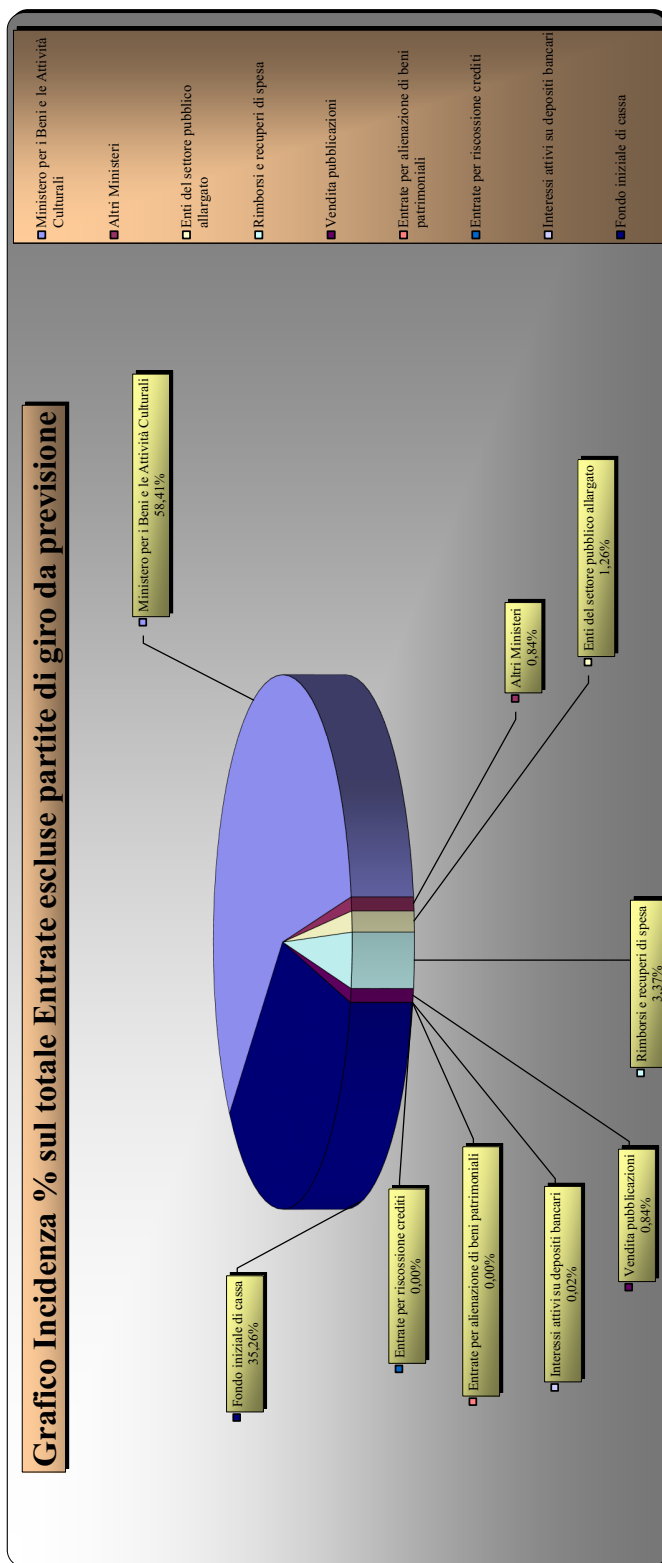 Grafico Incidenza % sul totale Entrate escluse partite di giro da previsione
Ministero per i Beni e le Attività Culturali
58,41%
Altri Ministeri
0,84%
Enti del settore pubblico allargato
1,26%
Rimborsi e recuperi di spesa
3,37%
Vendita pubblicazioni
0,84%
Interessi attivi su depositi bancari
0,02%
Entrate per alienazione di beni patrimoniali
0,00%
Entrate per riscossione crediti
0,00%
Fondo iniziale di cassa
35,26%
Ministero per i Beni e le Attività
Culturali
Altri Ministeri
Enti del settore pubblico
allargato
Rimborsi e recuperi di spesa
Vendita pubblicazioni
Entrate per alienazione di beni
patrimoniali
Entrate per riscossione crediti
Interessi attivi su depositi bancari
Fondo iniziale di cassa